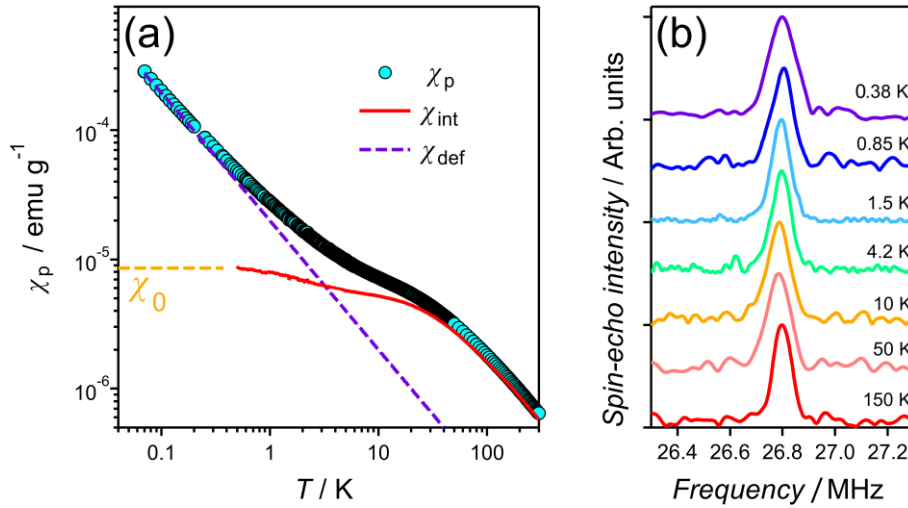 (a)
χp
χint
χdef
χ0
10-4
10-5
10-6
χp / emu g-1
0.1
1
10
100
T / K
(b)
0.38 K
0.85 K
1.5 K
4.2 K
10 K
50 K
150 K
Spin-echo intensity / Arb. units
26.4
26.6
26.8
27.0
27.2
Frequency / MHz